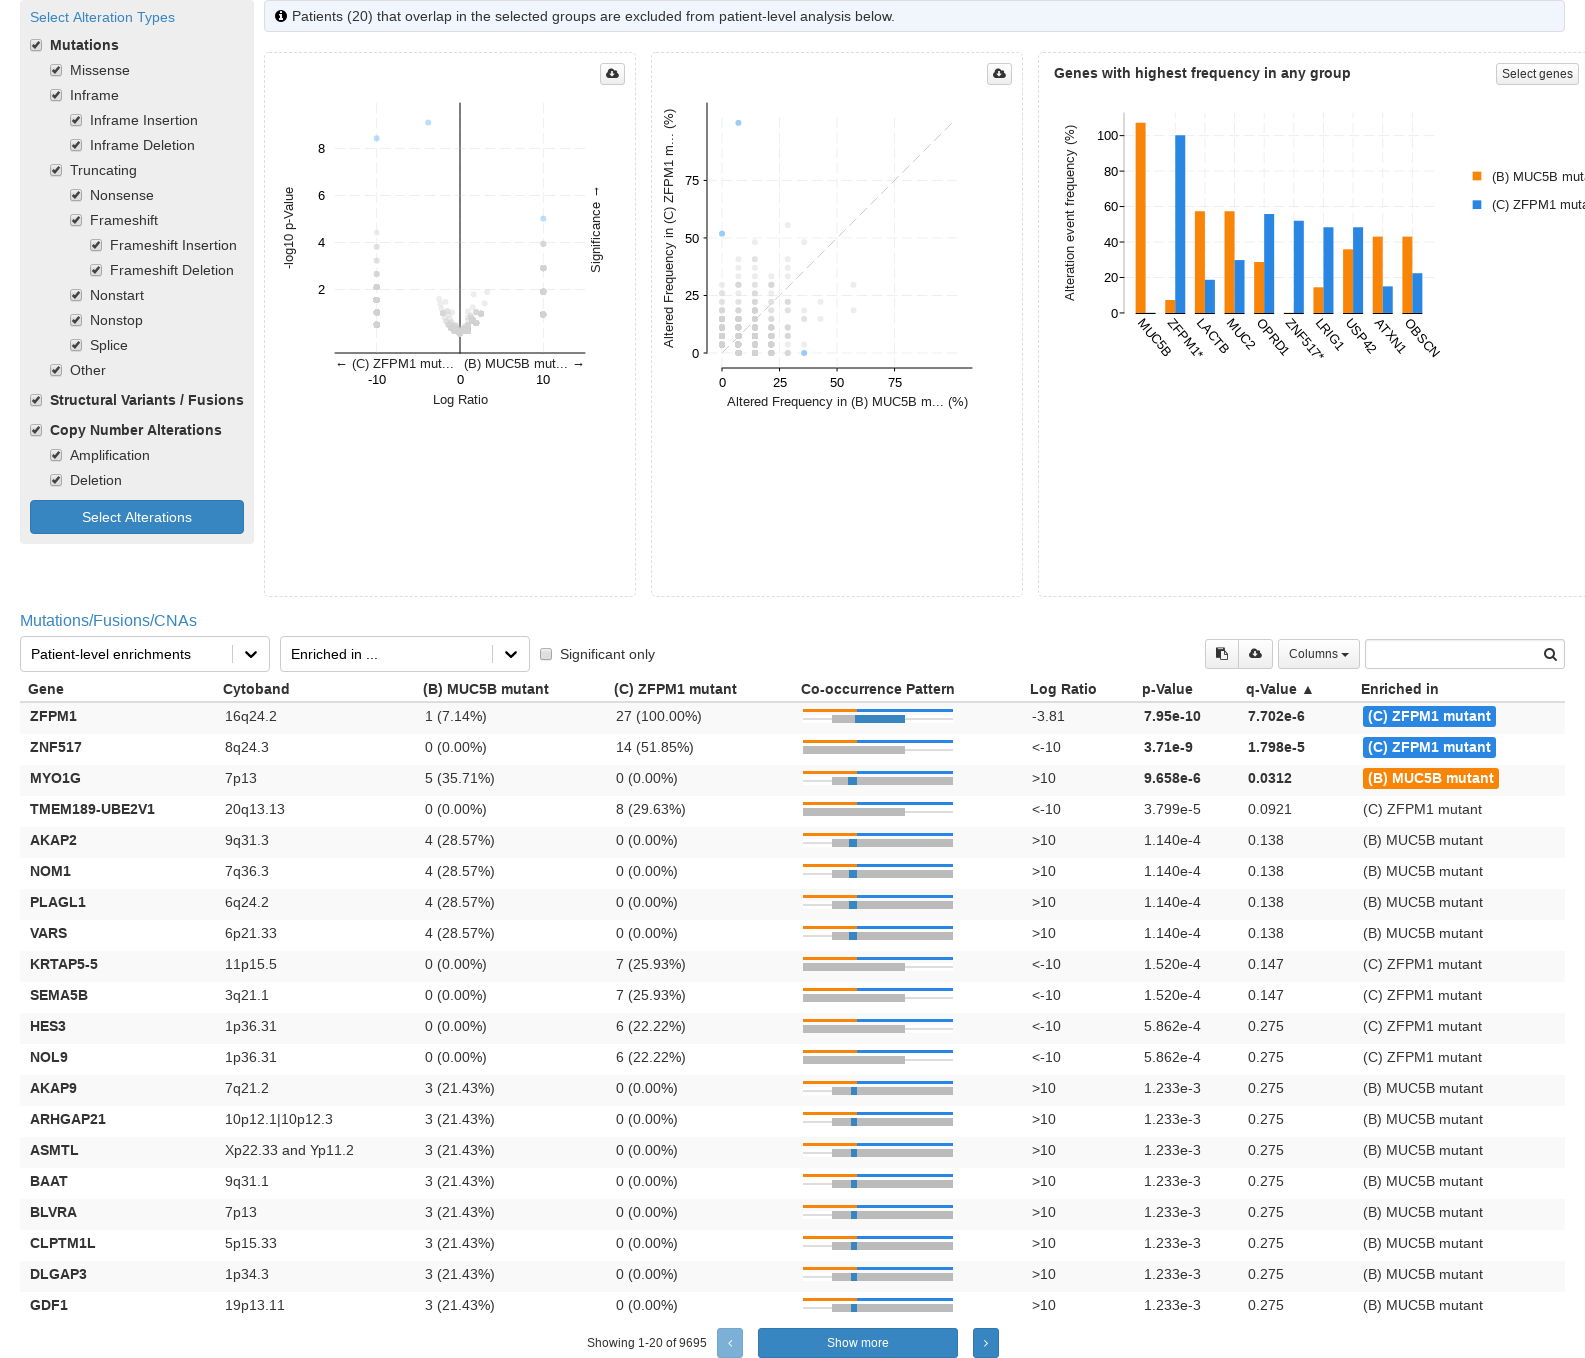 Select Alteration Types
Mutations
Missense
Inframe
Inframe Insertion
Inframe Deletion
Truncating
Nonsense
Frameshift
Frameshift Insertion
Frameshift Deletion
Nonstart
Nonstop
Splice
Other
Structural Variants / Fusions
Copy Number Alterations
Amplification
Deletion
Select Alterations
Patients (20) that overlap in the selected groups are excluded from patient-level analysis below.
8
6
4
2
-log10 p-Value
Significance →
← (C) ZFPM1 mut... (B) MUC5B mut... →
-10 0 10
Log Ratio
Altered Frequency in (C) ZFPM1 m... (%)
75
50
25
0
0 25 50 75
Altered Frequency in (B) MUC5B m... (%)
Genes with highest frequency in any group
Select genes
Alteration event frequency (%)
100
80
60
40
20
0
MUC5B ZFPM1* LACTB MUC2 OPRD1 ZNF517* LRIG1 USP42 ATXN1 OBSCN
(B) MUC5B muta
(C) ZFPM1 muta
Mutations/Fusions/CNAs
Patient-level enrichments Enriched in ... Significant only Columns
Gene Cytoband (B) MUC5B mutant (C) ZFPM1 mutant Co-occurrence Pattern Log Ratio p-Value q-Value ▲ Enriched in
ZFPM1 16q24.2 1 (7.14%) 27 (100.00%) -3.81 7.95e-10 7.702e-6 (C) ZFPM1 mutant
ZNF517 8q24.3 0 (0.00%) 14 (51.85%) <-10 3.71e-9 1.798e-5 (C) ZFPM1 mutant
MYO1G 7p13 5 (35.71%) 0 (0.00%) >10 9.658e-6 0.0312 (B) MUC5B mutant
TMEM189-UBE2V1 20q13.13 0 (0.00%) 8 (29.63%) <-10 3.799e-5 0.0921 (C) ZFPM1 mutant
AKAP2 9q31.3 4 (28.57%) 0 (0.00%) >10 1.140e-4 0.138 (B) MUC5B mutant
NOM1 7q36.3 4 (28.57%) 0 (0.00%) >10 1.140e-4 0.138 (B) MUC5B mutant
PLAGL1 6q24.2 4 (28.57%) 0 (0.00%) >10 1.140e-4 0.138 (B) MUC5B mutant
VARS 6p21.33 4 (28.57%) 0 (0.00%) >10 1.140e-4 0.138 (B) MUC5B mutant
KRTAP5-5 11p15.5 0 (0.00%) 7 (25.93%) <-10 1.520e-4 0.147 (C) ZFPM1 mutant
SEMA5B 3q21.1 0 (0.00%) 7 (25.93%) <-10 1.520e-4 0.147 (C) ZFPM1 mutant
HES3 1p36.31 0 (0.00%) 6 (22.22%) <-10 5.862e-4 0.275 (C) ZFPM1 mutant
NOL9 1p36.31 0 (0.00%) 6 (22.22%) <-10 5.862e-4 0.275 (C) ZFPM1 mutant
AKAP9 7q21.2 3 (21.43%) 0 (0.00%) >10 1.233e-3 0.275 (B) MUC5B mutant
ARHGAP21 10p12.1|10p12.3 3 (21.43%) 0 (0.00%) >10 1.233e-3 0.275 (B) MUC5B mutant
ASMTL Xp22.33 and Yp11.2 3 (21.43%) 0 (0.00%) >10 1.233e-3 0.275 (B) MUC5B mutant
BAAT 9q31.1 3 (21.43%) 0 (0.00%) >10 1.233e-3 0.275 (B) MUC5B mutant
BLVRA 7p13 3 (21.43%) 0 (0.00%) >10 1.233e-3 0.275 (B) MUC5B mutant
CLPTM1L 5p15.33 3 (21.43%) 0 (0.00%) >10 1.233e-3 0.275 (B) MUC5B mutant
DLGAP3 1p34.3 3 (21.43%) 0 (0.00%) >10 1.233e-3 0.275 (B) MUC5B mutant
GDF1 19p13.11 3 (21.43%) 0 (0.00%) >10 1.233e-3 0.275 (B) MUC5B mutant
Showing 1-20 of 9695 ‹ Show more ›